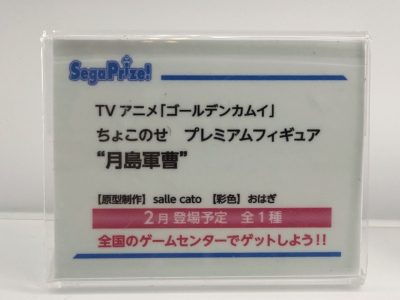 SegaPrize!
TVアニメ「ゴールデンカムイ」
ちょこのせ プレミアムフィギュア
“月島軍曹”
【原型制作】 salle cato 【彩色】 おはぎ
2月登場予定 全1種
全国のゲームセンターでゲットしよう!!